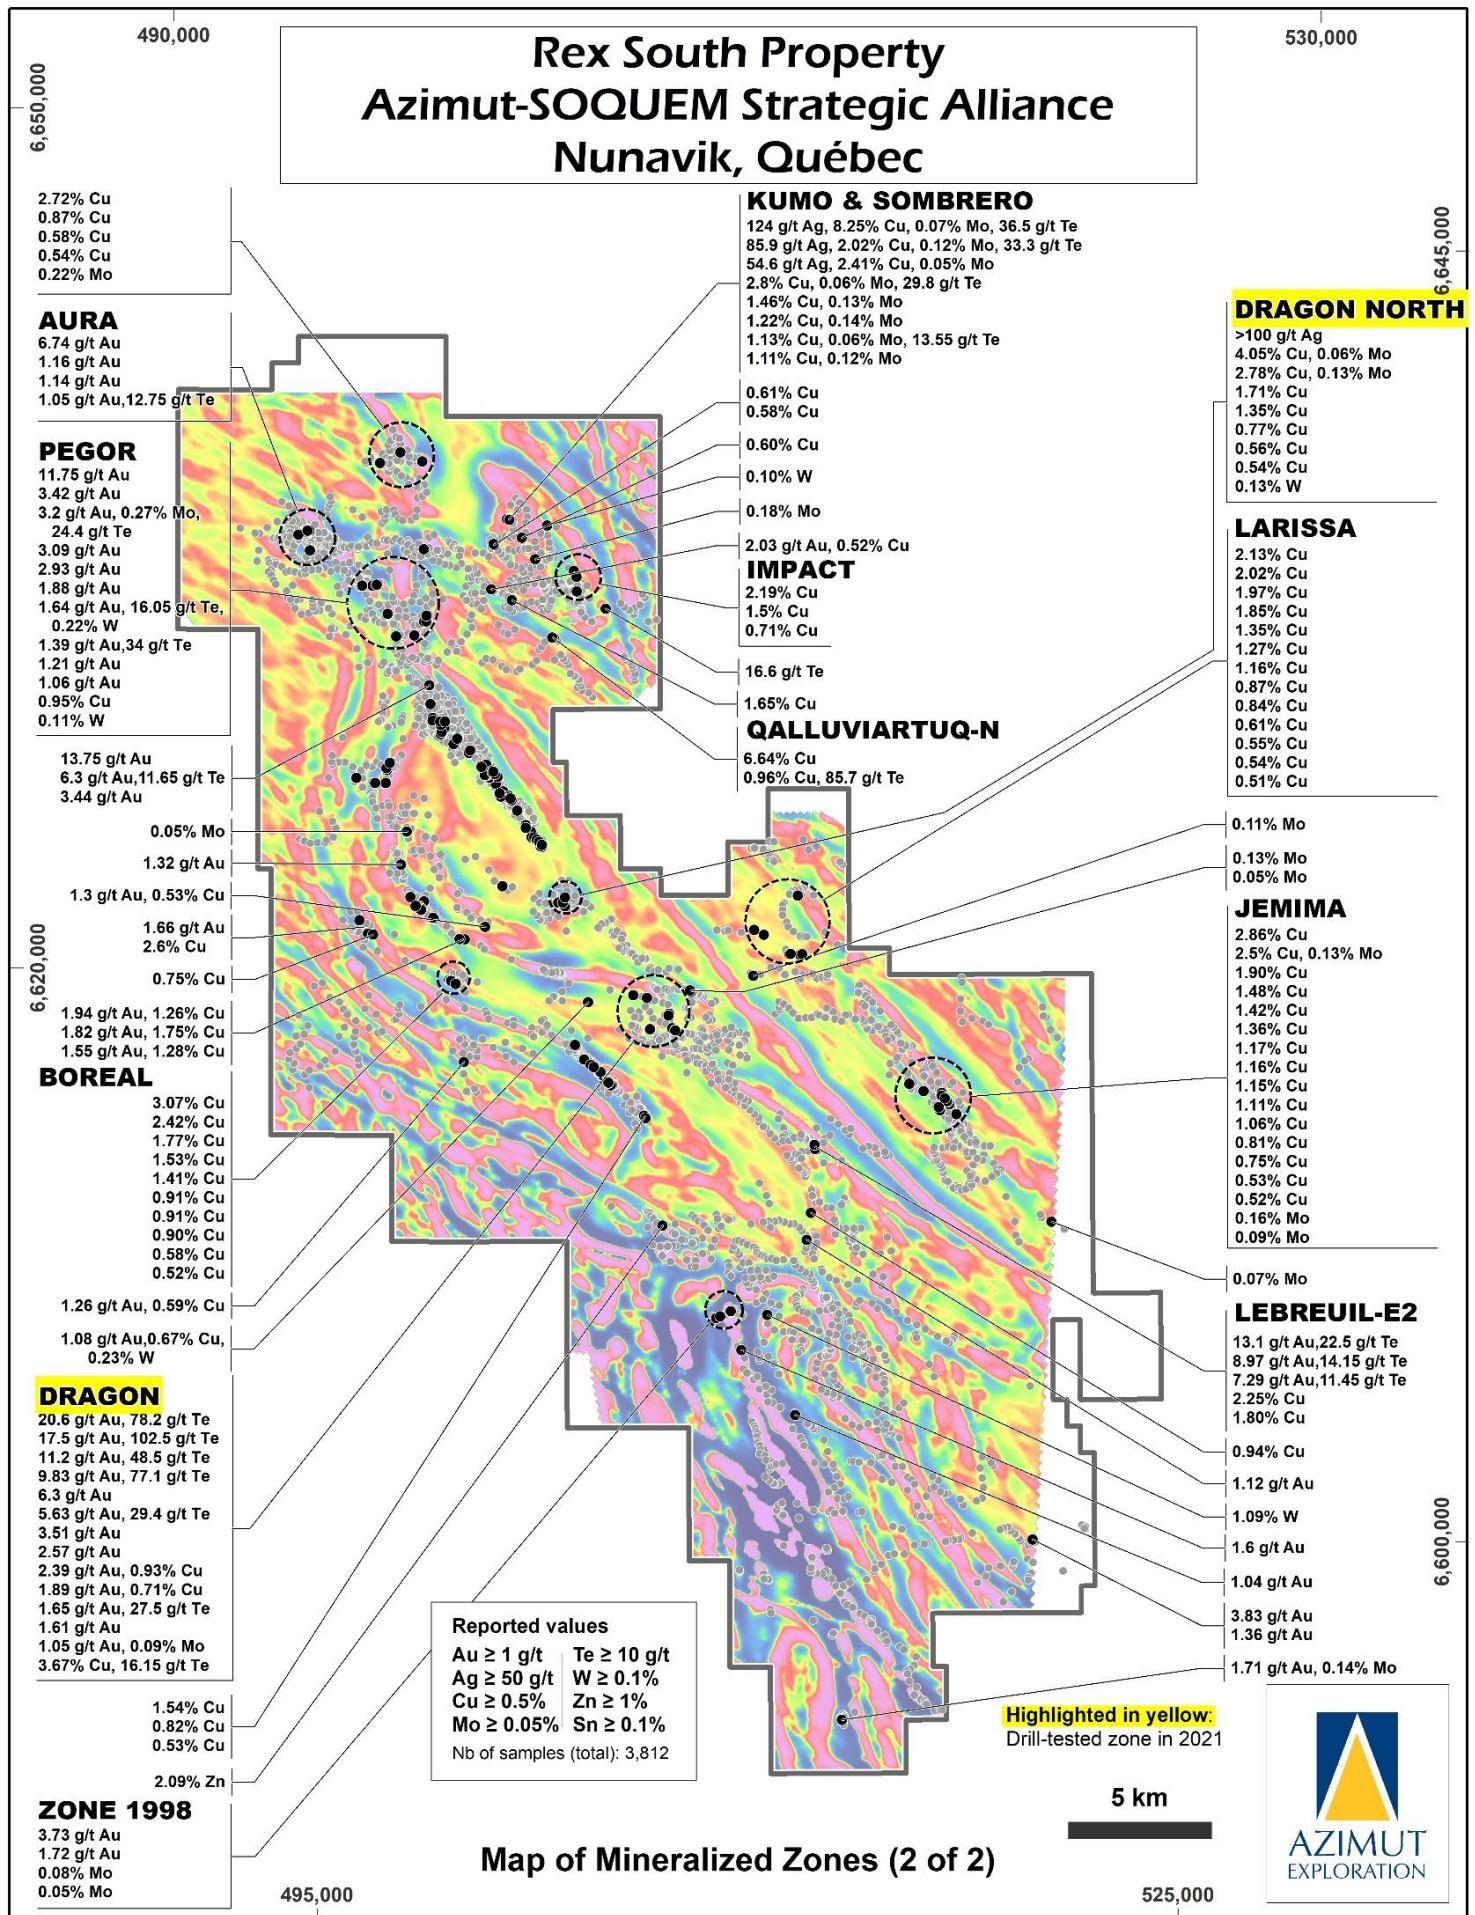 490,000
530,000
Rex South Property
Azimut-SOQUEM Strategic Alliance
Nunavik, Québec
6,650,000
6,645,000
2.72% Cu
0.87% Cu
0.58% Cu
0.54% Cu
0.22% Mo
AURA
6.74 g/t Au
1.16 g/t Au
1.14 g/t Au
1.05 g/t Au,12.75 g/t Te
PEGOR
11.75 g/t Au
3.42 g/t Au
3.2 g/t Au, 0.27% Mo,
24.4 g/t Te
3.09 g/t Au
2.93 g/t Au
1.88 g/t Au
1.64 g/t Au, 16.05 g/t Te,
0.22% W
1.39 g/t Au,34 g/t Te
1.21 g/t Au
1.06 g/t Au
0.95% Cu
0.11% W
13.75 g/t Au
6.3 g/t Au,11.65 g/t Te
3.44 g/t Au
0.05% Mo
1.32 g/t Au
1.3 g/t Au, 0.53% Cu
1.66 g/t Au
2.6% Cu
0.75% Cu
6,620,000
1.94 g/t Au, 1.26% Cu
1.82 g/t Au, 1.75% Cu
1.55 g/t Au, 1.28% Cu
BOREAL
3.07% Cu
2.42% Cu
1.77% Cu
1.53% Cu
1.41% Cu
0.91% Cu
0.91% Cu
0.90% Cu
0.58% Cu
0.52% Cu
1.26 g/t Au, 0.59% Cu
1.08 g/t Au,0.67% Cu,
0.23% W
DRAGON
20.6 g/t Au, 78.2 g/t Te
17.5 g/t Au, 102.5 g/t Te
11.2 g/t Au, 48.5 g/t Te
9.83 g/t Au, 77.1 g/t Te
6.3 g/t Au
5.63 g/t Au, 29.4 g/t Te
3.51 g/t Au
2.57 g/t Au
2.39 g/t Au, 0.93% Cu
1.89 g/t Au, 0.71% Cu
1.65 g/t Au, 27.5 g/t Te
1.61 g/t Au
1.05 g/t Au, 0.09% Mo
3.67% Cu, 16.15 g/t Te
1.54% Cu
0.82% Cu
0.53% Cu
2.09% Zn
ZONE 1998
3.73 g/t Au
1.72 g/t Au
0.08% Mo
0.05% Mo
KUMO & SOMBRERO
124 g/t Ag, 8.25% Cu, 0.07% Mo, 36.5 g/t Te
85.9 g/t Ag, 2.02% Cu, 0.12% Mo, 33.3 g/t Te
54.6 g/t Ag, 2.41% Cu, 0.05% Mo
2.8% Cu, 0.06% Mo, 29.8 g/t Te
1.46% Cu, 0.13% Mo
1.22% Cu, 0.14% Mo
1.13% Cu, 0.06% Mo, 13.55 g/t Te
1.11% Cu, 0.12% Mo
0.61% Cu
0.58% Cu
0.60% Cu
0.10% W
0.18% Mo
2.03 g/t Au, 0.52% Cu
IMPACT
2.19% Cu
1.5% Cu
0.71% Cu
16.6 g/t Te
1.65% Cu
QALLUVIARTUQ-N
6.64% Cu
0.96% Cu, 85.7 g/t Te
DRAGON NORTH
>100 g/t Ag
4.05% Cu, 0.06% Mo
2.78% Cu, 0.13% Mo
1.71% Cu
1.35% Cu
0.77% Cu
0.56% Cu
0.54% Cu
0.13% W
LARISSA
2.13% Cu
2.02% Cu
1.97% Cu
1.85% Cu
1.35% Cu
1.27% Cu
1.16% Cu
0.87% Cu
0.84% Cu
0.61% Cu
0.55% Cu
0.54% Cu
0.51% Cu
0.11% Mo
0.13% Mo
0.05% Mo
JEMIMA
2.86% Cu
2.5% Cu, 0.13% Mo
1.90% Cu
1.48% Cu
1.42% Cu
1.36% Cu
1.17% Cu
1.16% Cu
1.15% Cu
1.11% Cu
1.06% Cu
0.81% Cu
0.75% Cu
0.53% Cu
0.52% Cu
0.16% Mo
0.09% Mo
0.07% Mo
LEBREUIL-E2
13.1 g/t Au,22.5 g/t Te
8.97 g/t Au,14.15 g/t Te
7.29 g/t Au,11.45 g/t Te
2.25% Cu
1.80% Cu
0.94% Cu
1.12 g/t Au
1.09% W
1.6 g/t Au
1.04 g/t Au
3.83 g/t Au
1.36 g/t Au
1.71 g/t Au, 0.14% Mo
6,600,000
Reported values
Au ≥ 1 g/t Te ≥ 10 g/t
Ag ≥ 50 g/t W ≥ 0.1%
Cu ≥ 0.5% Zn ≥ 1%
Mo ≥ 0.05% Sn ≥ 0.1%
Nb of samples (total): 3,812
Highlighted in yellow:
Drill-tested zone in 2021
5 km
Map of Mineralized Zones (2 of 2)
AZIMUT
EXPLORATION
495,000
525,000